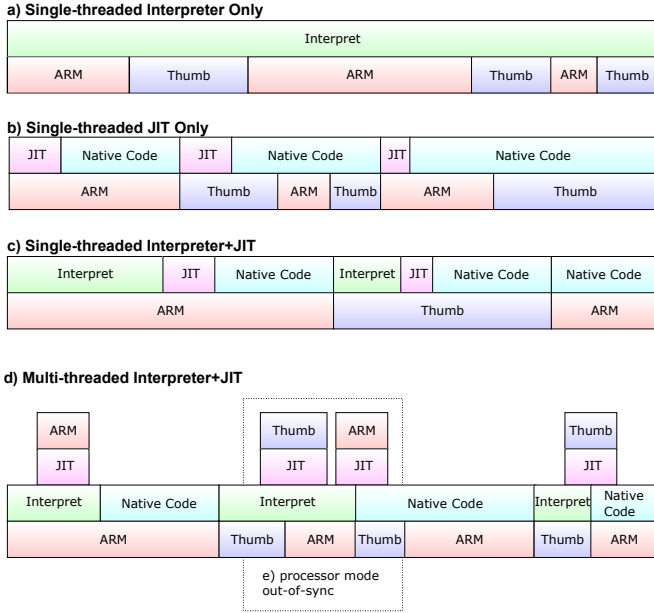 a) Single-threaded Interpreter Only
Interpret
ARM Thumb ARM Thumb ARM Thumb
b) Single-threaded JIT Only
JIT Native Code JIT Native Code JIT Native Code
ARM Thumb ARM Thumb ARM Thumb
c) Single-threaded Interpreter+JIT
Interpret JIT Native Code Interpret JIT Native Code Native Code
ARM Thumb ARM
d) Multi-threaded Interpreter+JIT
ARM Thumb ARM Thumb
JIT JIT JIT JIT
Interpret Native Code Interpret Native Code Interpret Native
Code
ARM Thumb ARM Thumb ARM Thumb ARM
e) processor mode
out-of-sync